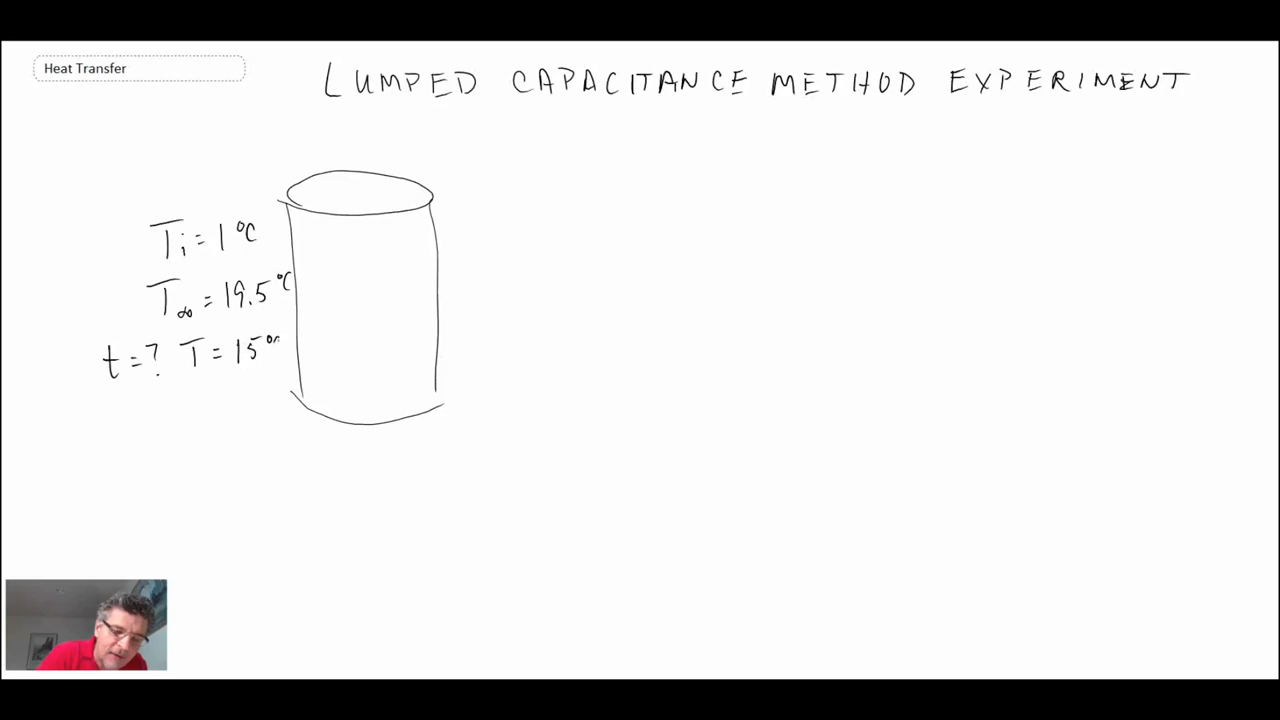 Heat Transfer
LUMPED CAPACITANCE METHOD EXPERIMENT
Ti = 1 °C
T∞ = 19.5 °C
t = ? T = 15 °